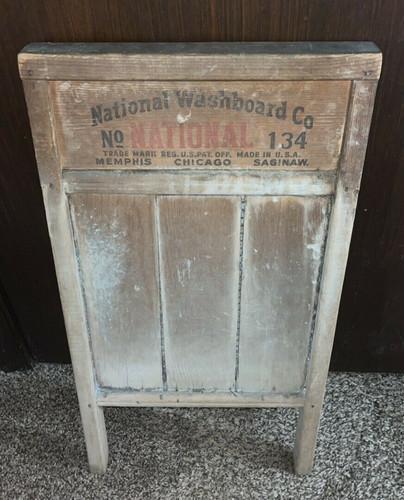 National Washboard Co
No NATIONAL 134
TRADE MARK REG. U.S. PAT. OFF. MADE IN U.S.A.
MEMPHIS CHICAGO SAGINAW.